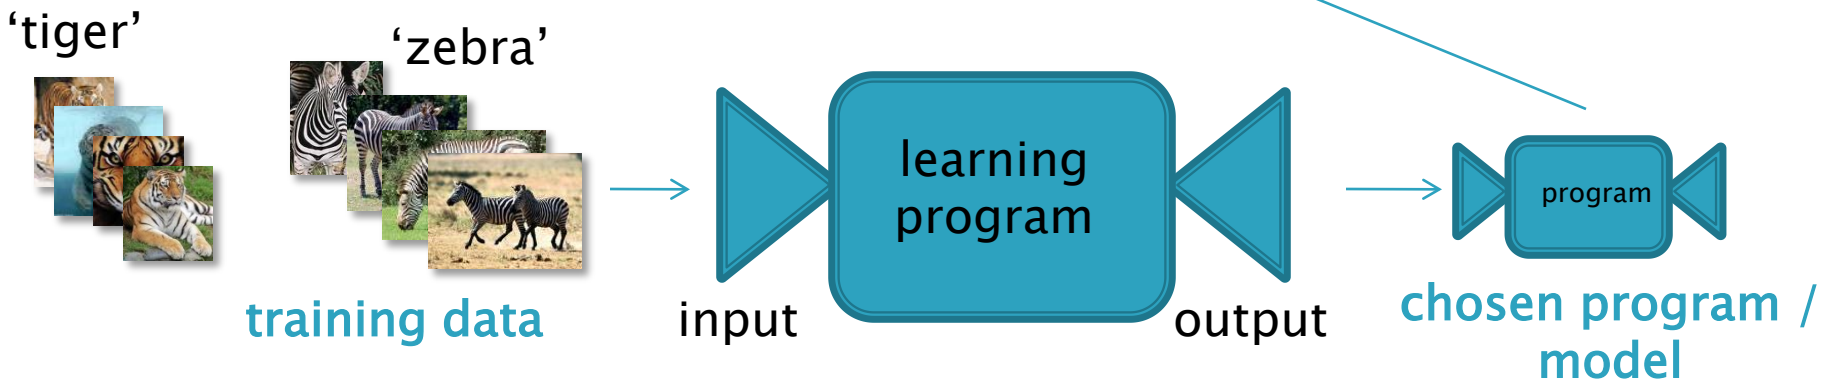 ‘tiger’
‘zebra’
training data
input
learning
program
output
program
chosen program /
model